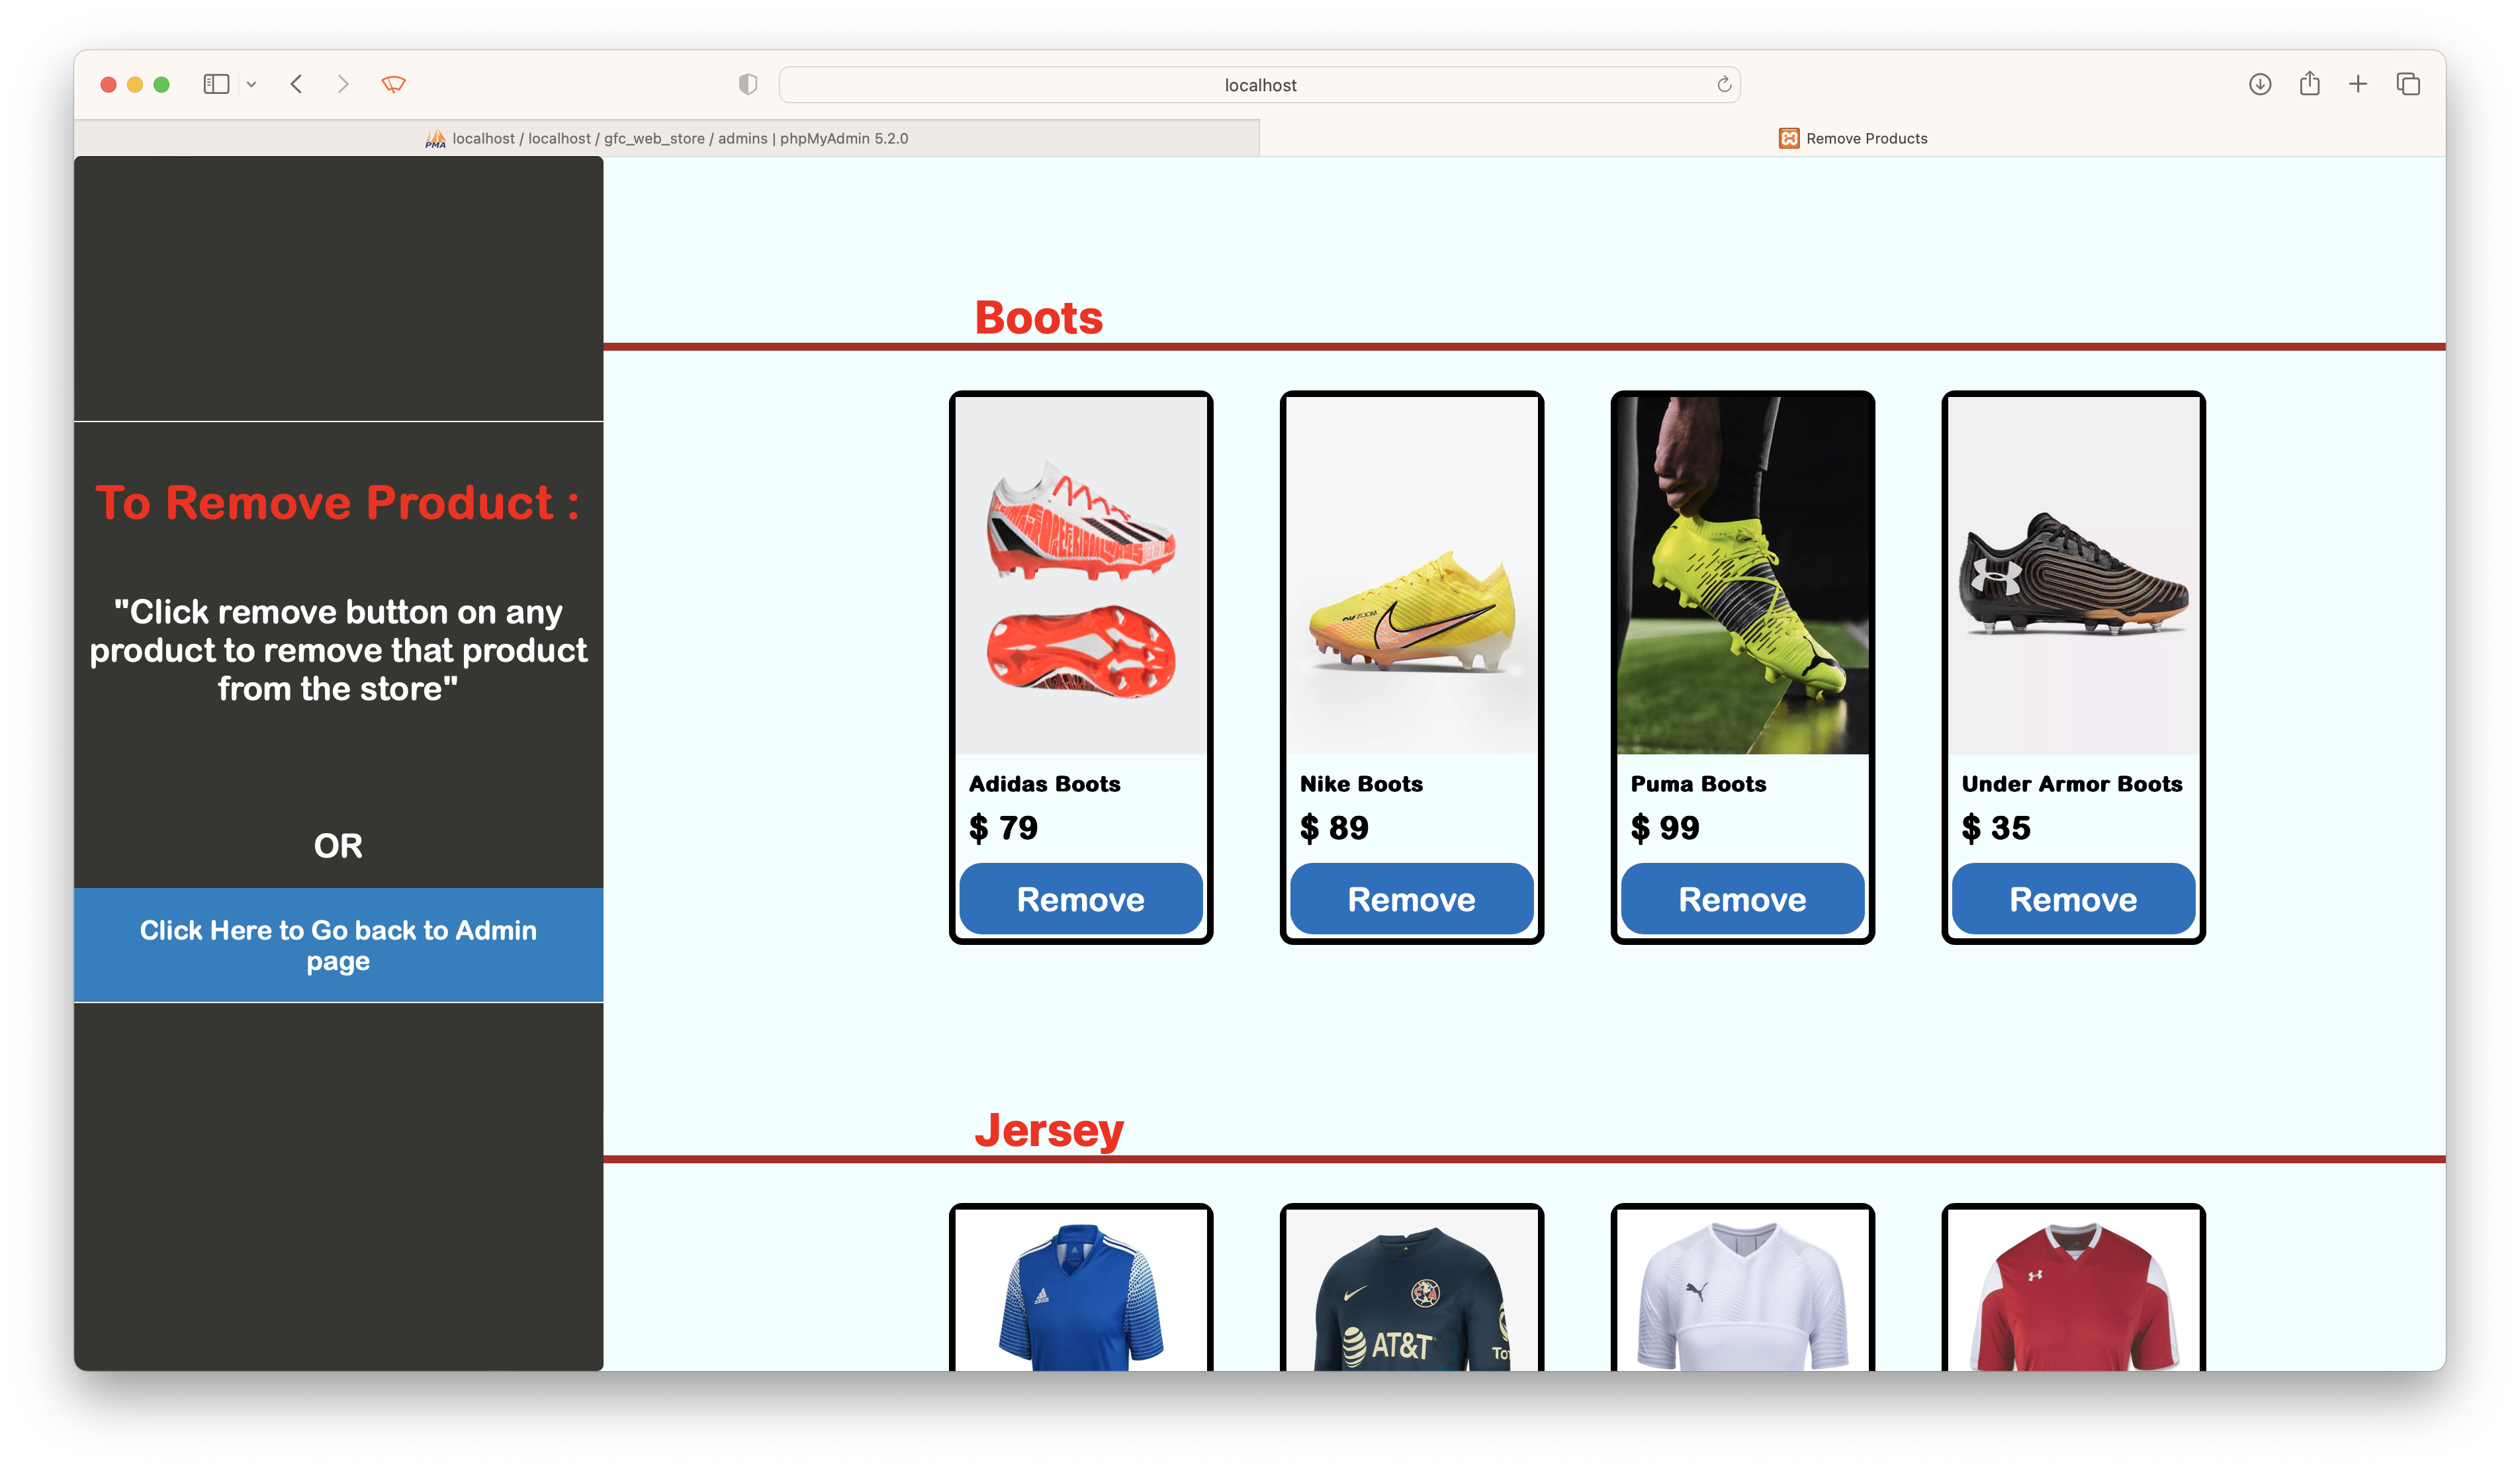 localhost
PMA
localhost / localhost / gfc_web_store / admins | phpMyAdmin 5.2.0
Remove Products
To Remove Product :
"Click remove button on any
product to remove that product
from the store"
OR
Click Here to Go back to Admin
page
Boots
Adidas Boots
$ 79
Remove
Nike Boots
$ 89
Remove
Puma Boots
$ 99
Remove
Under Armor Boots
$ 35
Remove
Jersey
AT&T